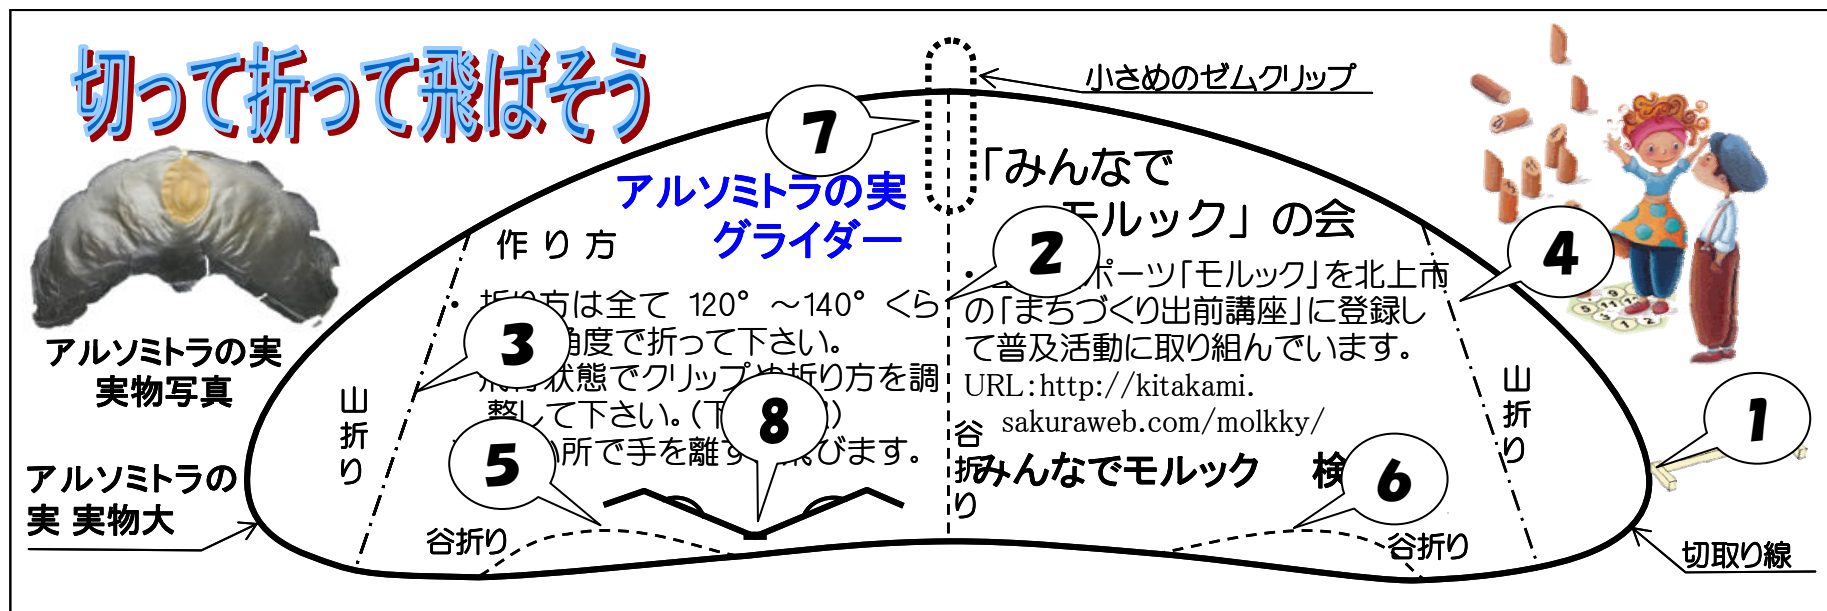 切って折って飛ばそう
小さめのゼムクリップ
7
アルソミトラの実
グライダー
「みんなで
モルック」の会
作り方
2
4
3
・ 折り方は全て 120° ～140° くら
角度で折って下さい。
状態でクリップや折り方を調
整して下さい。(下
所で手を離す 飛びます。
ポーツ「モルック」を北上市
の「まちづくり出前講座」に登録し
て普及活動に取り組んでいます。
URL：http://kitakami.
sakuraweb.com/molkky/
みんなでモルック 検
アルソミトラの実
実物写真
山折り
山折り
谷折り
1
8
5
6
アルソミトラの
実 実物大
谷折り
谷折り
切取り線